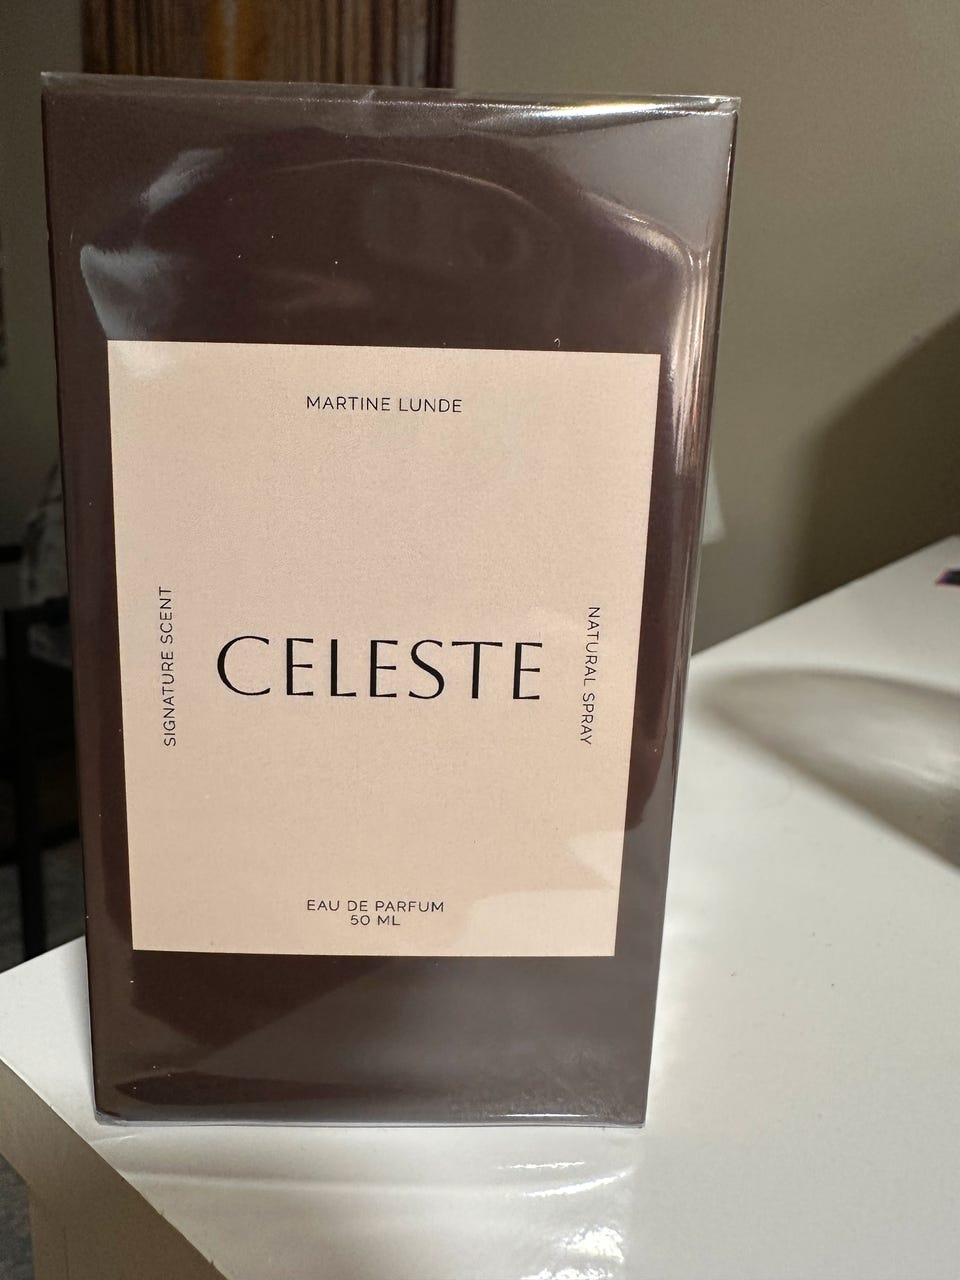 MARTINE LUNDE
SIGNATURE SCENT
CELESTE
NATURAL SPRAY
EAU DE PARFUM
50 ML